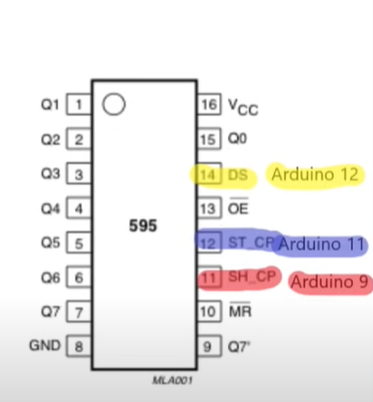 Q1 1 16 VCC
Q2 2 15 Q0
Q3 3 14 DS Arduino 12
Q4 4 13 OE
595
Q5 5 12 ST_CP Arduino 11
Q6 6 11 SH_CP Arduino 9
Q7 7 10 MR
GND 8 9 Q7'
MLA001